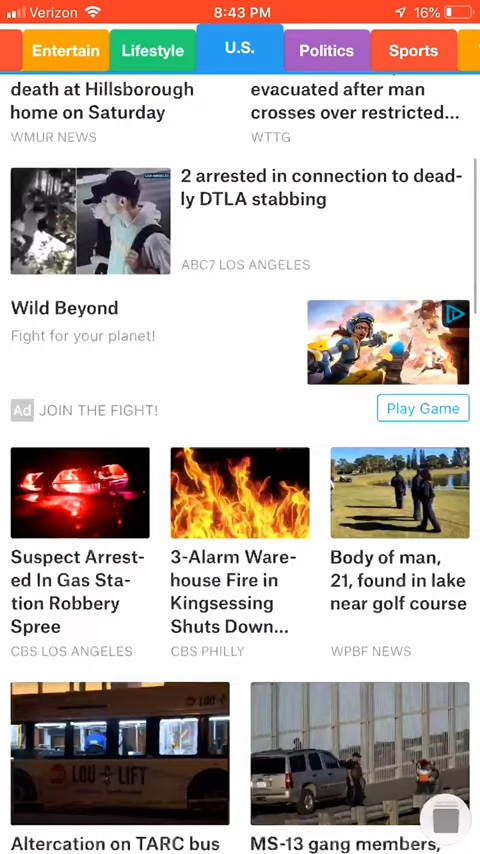 Verizon 8:43 PM 16%
Entertain Lifestyle U.S. Politics Sports
death at Hillsborough
home on Saturday
WMUR NEWS
evacuated after man
crosses over restricted...
WTTG
2 arrested in connection to dead-
ly DTLA stabbing
ABC7 LOS ANGELES
Wild Beyond
Fight for your planet!
Ad JOIN THE FIGHT!
Play Game
Suspect Arrest-
ed In Gas Sta-
tion Robbery
Spree
CBS LOS ANGELES
3-Alarm Ware-
house Fire in
Kingsessing
Shuts Down...
CBS PHILLY
Body of man,
21, found in lake
near golf course
WPBF NEWS
LOU LIFT
Altercation on TARC bus
MS-13 gang members,